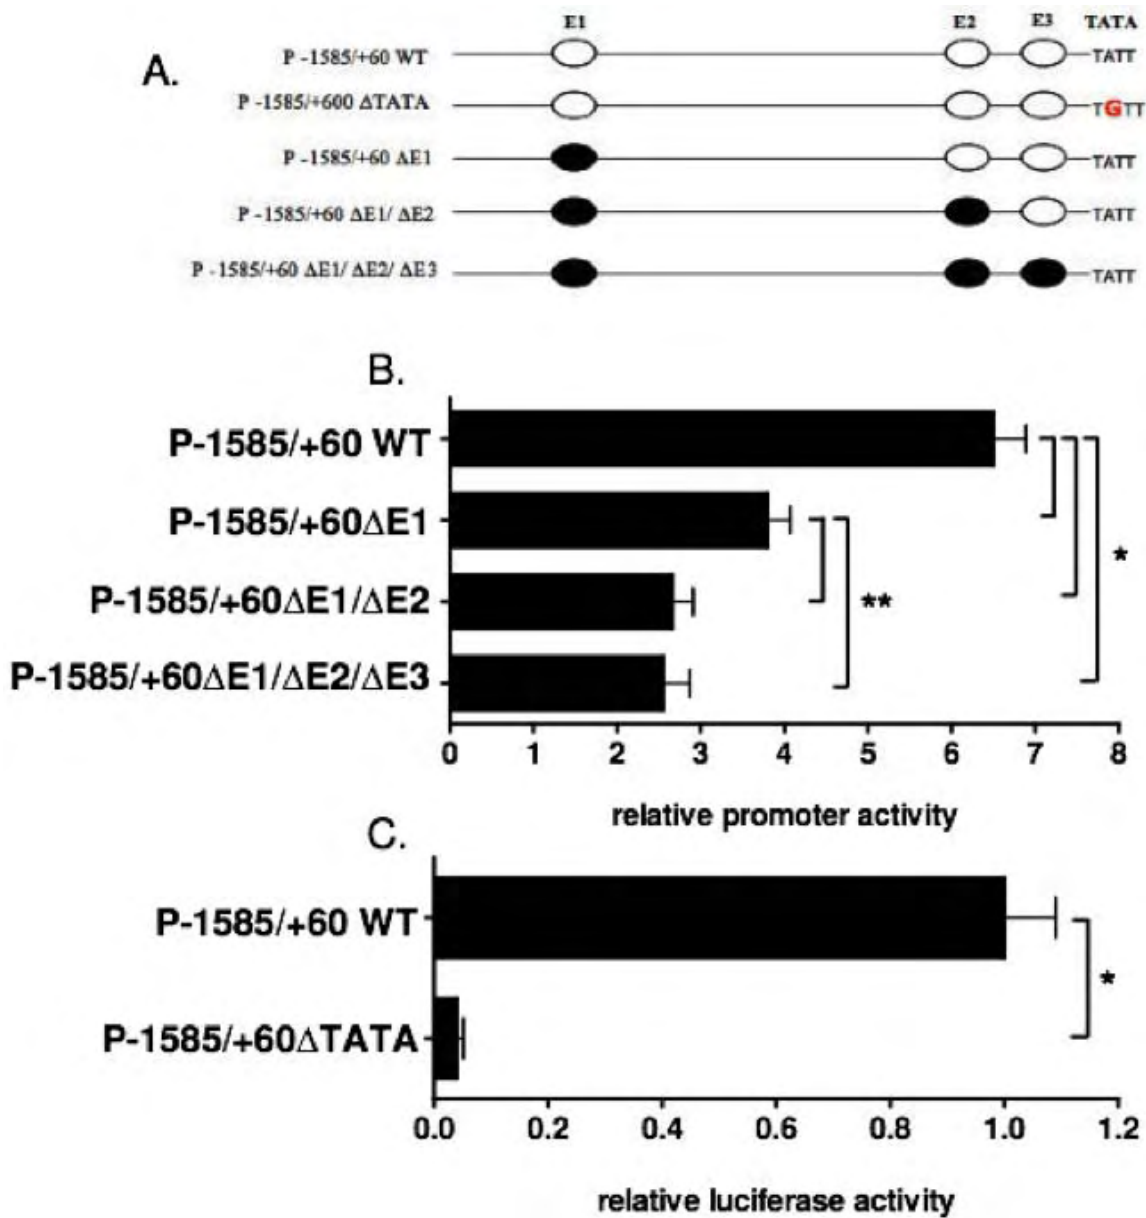 E1 E2 E3 TATA
A.
P -1585/+60 WT TATT
P -1585/+600 ΔTATA TGTT
P -1585/+60 ΔE1 TATT
P -1585/+60 ΔE1/ ΔE2 TATT
P -1585/+60 ΔE1/ ΔE2/ ΔE3 TATT
B.
P-1585/+60 WT
P-1585/+60ΔE1
*
P-1585/+60ΔE1/ΔE2
**
P-1585/+60ΔE1/ΔE2/ΔE3
0 1 2 3 4 5 6 7 8
relative promoter activity
C.
P-1585/+60 WT
*
P-1585/+60ΔTATA
0.0 0.2 0.4 0.6 0.8 1.0 1.2
relative luciferase activity